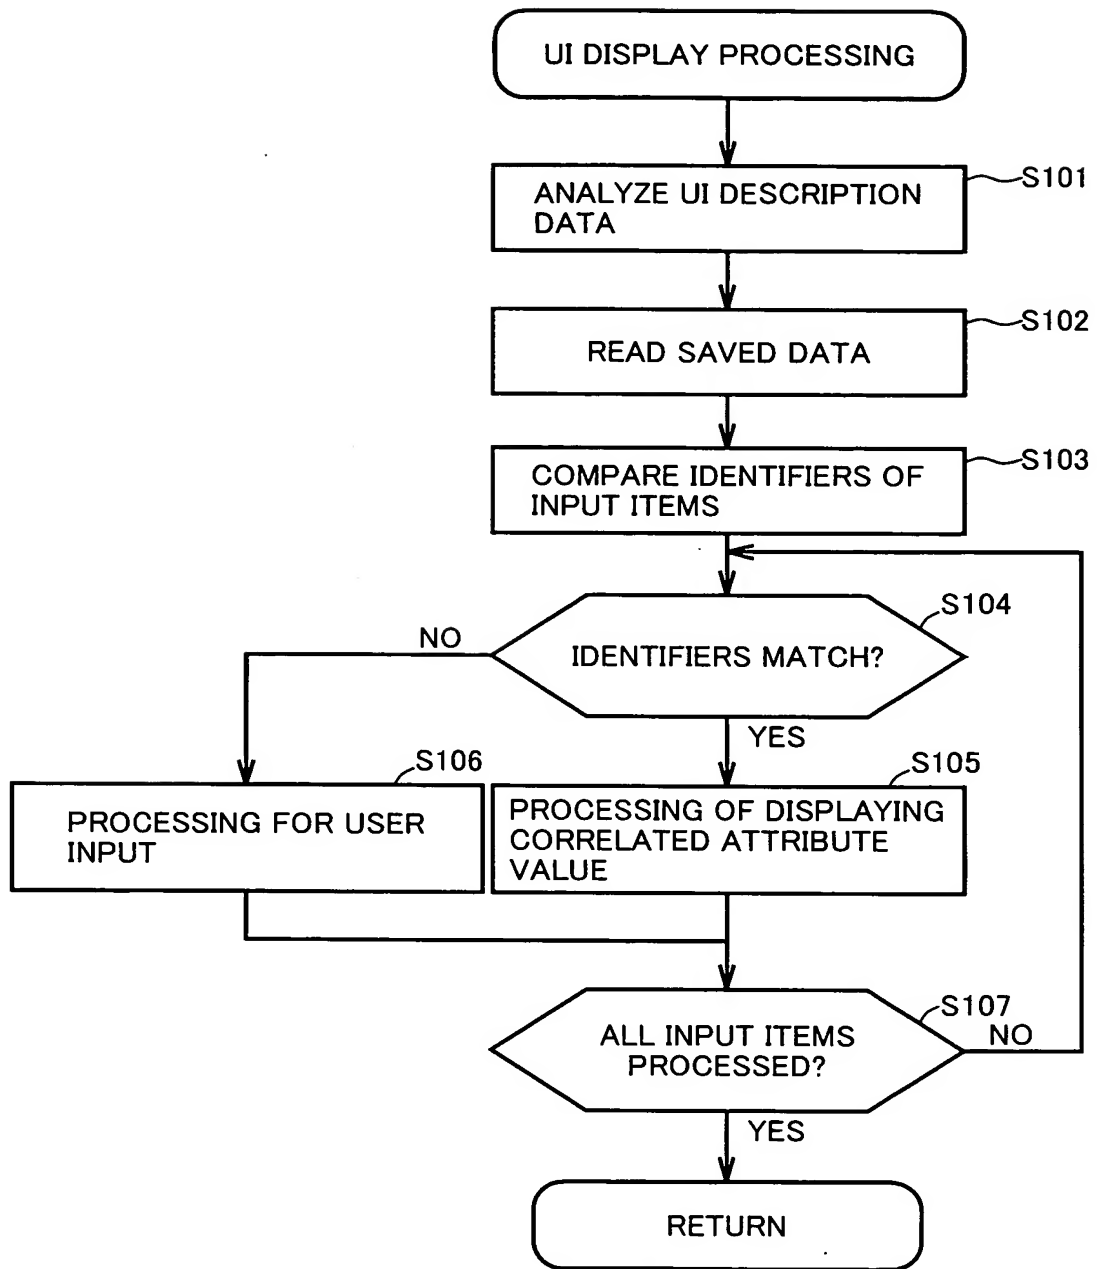 UI DISPLAY PROCESSING
S101
ANALYZE UI DESCRIPTION
DATA
S102
READ SAVED DATA
S103
COMPARE IDENTIFIERS OF
INPUT ITEMS
S104
NO
IDENTIFIERS MATCH?
YES
S106
PROCESSING FOR USER
INPUT
S105
PROCESSING OF DISPLAYING
CORRELATED ATTRIBUTE
VALUE
S107
ALL INPUT ITEMS
PROCESSED?
NO
YES
RETURN